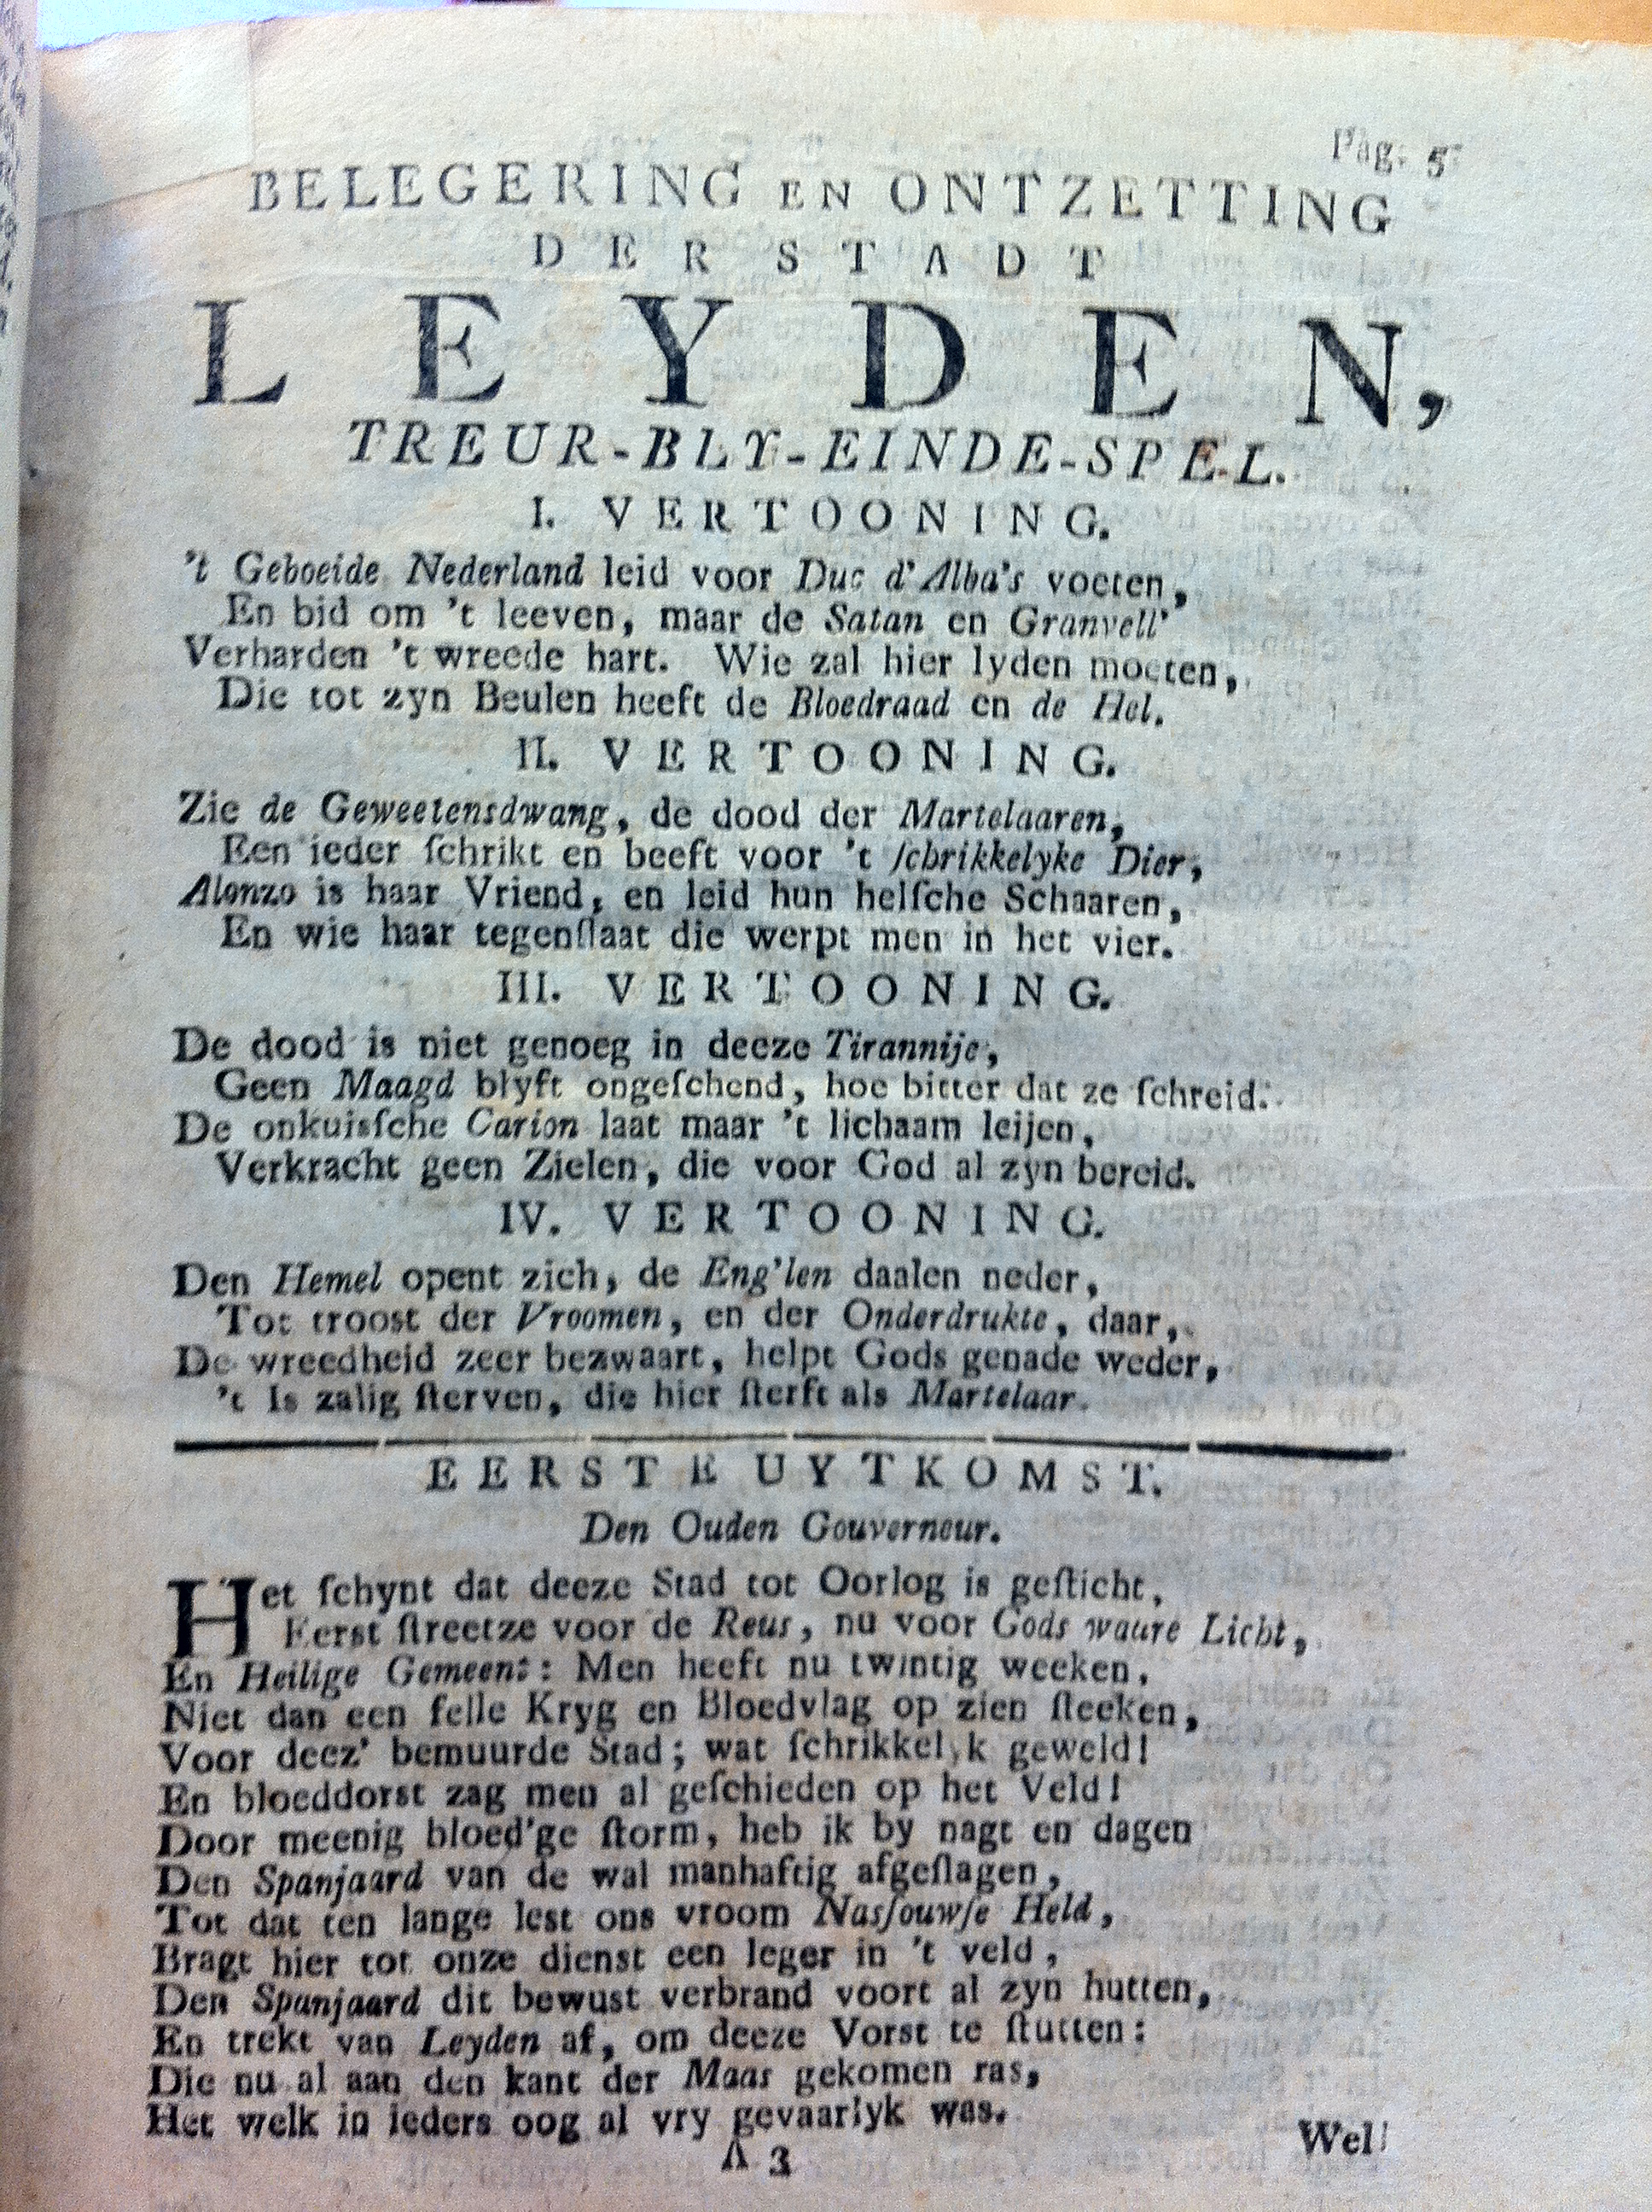 Pag. 5
BELEGERING EN ONTZETTING
DER STADT
LEYDEN,
TREUR-BLY-EINDE-SPEL.
I. VERTOONING.
't Geboeide Nederland leid voor Duc d'Alba's voeten,
En bid om 't leeven, maar de Satan en Granvell'
Verharden 't wreede hart. Wie zal hier lyden moeten,
Die tot zyn Beulen heeft de Bloedraad en de Hel.
II. VERTOONING.
Zie de Geweetensdwang, de dood der Martelaaren,
Een ieder ſchrikt en beeft voor 't ſchrikkelyke Dier,
Alonzo is haar Vriend, en leid hun helſche Schaaren,
En wie haar tegenſlaat die werpt men in het vier.
III. VERTOONING.
De dood is niet genoeg in deeze Tirannije,
Geen Maagd blyft ongeſchend, hoe bitter dat ze ſchreid.
De onkuisſche Carion laat maar 't lichaam leijen,
Verkracht geen Zielen, die voor God al zyn bereid.
IV. VERTOONING.
Den Hemel opent zich, de Eng'len daalen neder,
Tot troost der Vroomen, en der Onderdrukte, daar,
De wreedheid zeer bezwaart, helpt Gods genade weder,
't Is zalig ſterven, die hier ſterft als Martelaar.
EERSTE UYTKOMST.
Den Ouden Gouverneur.
Het ſchynt dat deeze Stad tot Oorlog is geſticht,
Eerst ſtreetze voor de Reus, nu voor Gods waare Licht,
En Heilige Gemeent: Men heeft nu twintig weeken,
Niet dan een felle Kryg en Bloedvlag op zien ſteeken,
Voor deez' bemuurde Stad; wat ſchrikkelyk geweld!
En bloeddorst zag men al geſchieden op het Veld!
Door meenig bloed'ge ſtorm, heb ik by nagt en dagen
Den Spanjaard van de wal manhaftig afgeſlagen,
Tot dat ten lange lest ons vroom Nasſouwſe Held,
Bragt hier tot onze dienst een leger in 't veld,
Den Spanjaard dit bewust verbrand voort al zyn hutten,
En trekt van Leyden af, om deeze Vorst te ſtutten:
Die nu al aan den kant der Maas gekomen ras,
Het welk in ieders oog al vry gevaarlyk was.
A 3
Wel